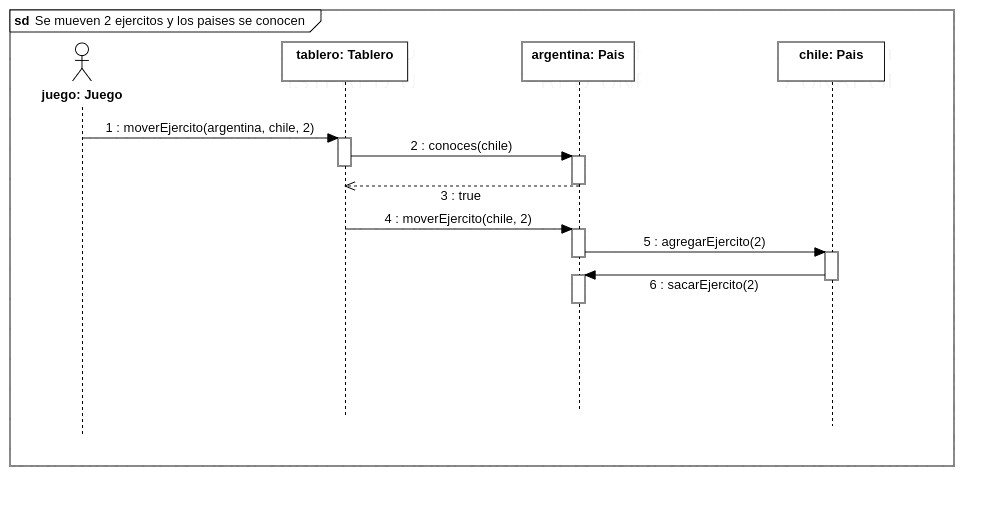 sd Se mueven 2 ejercitos y los paises se conocen
juego: Juego
tablero: Tablero
argentina: Pais
chile: Pais
1 : moverEjercito(argentina, chile, 2)
2 : conoces(chile)
3 : true
4 : moverEjercito(chile, 2)
5 : agregarEjercito(2)
6 : sacarEjercito(2)